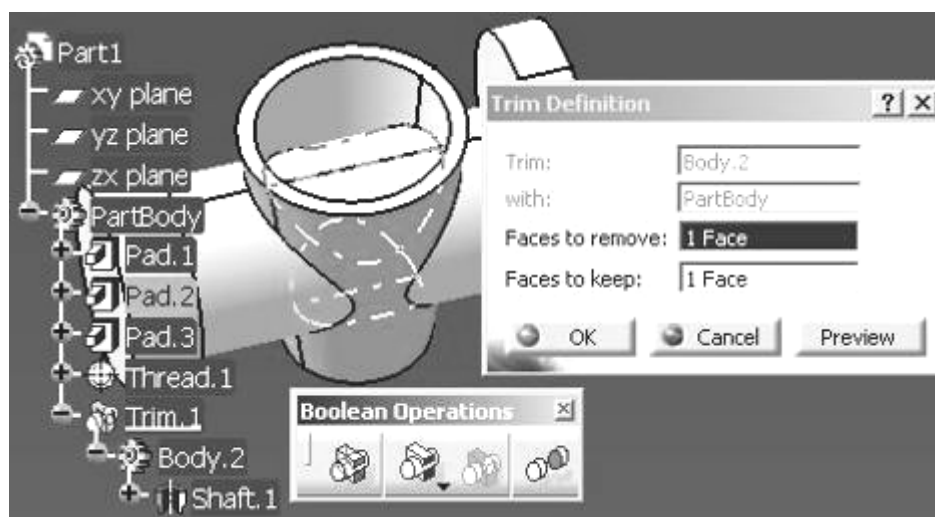 Part1
xy plane
yz plane
zx plane
PartBody
Pad.1
Pad.2
Pad.3
Thread.1
Trim.1
Body.2
Shaft.1
Trim Definition
Trim: Body.2
with: PartBody
Faces to remove: 1 Face
Faces to keep: 1 Face
OK Cancel Preview
Boolean Operations